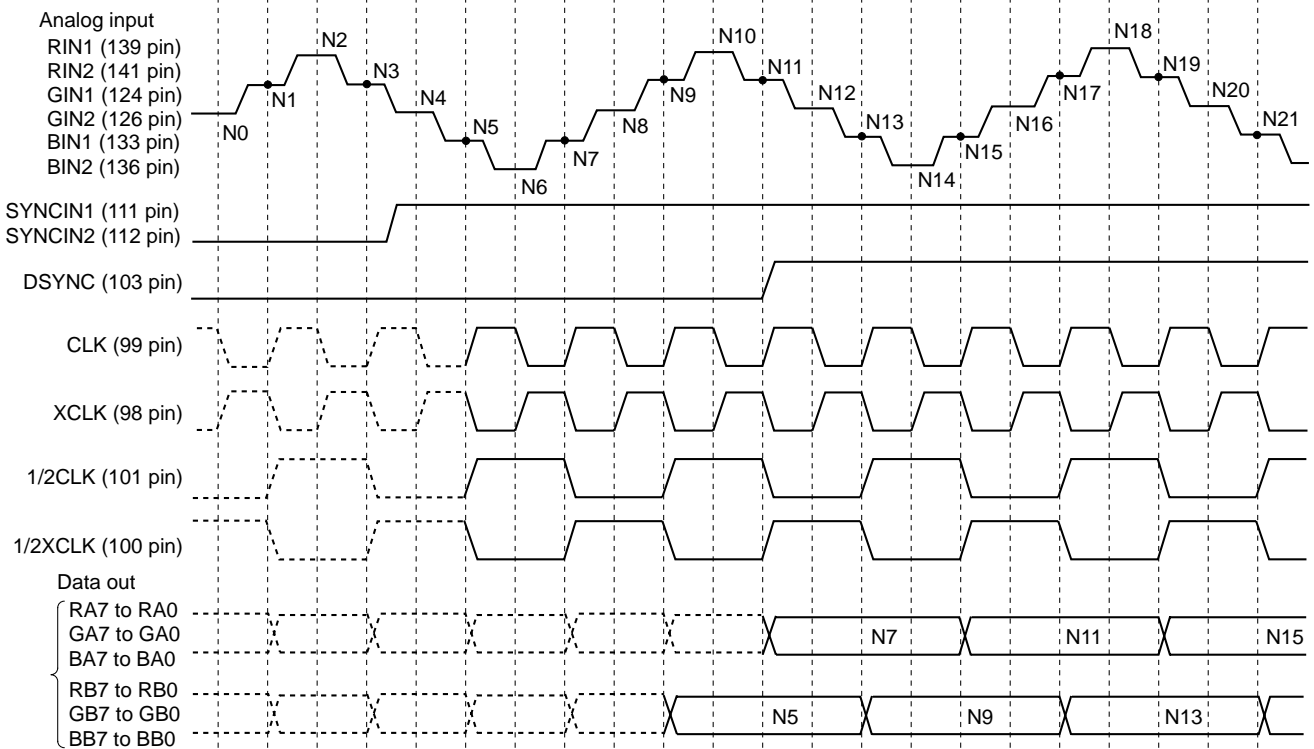 Analog input
RIN1 (139 pin)
RIN2 (141 pin)
GIN1 (124 pin)
GIN2 (126 pin)
BIN1 (133 pin)
BIN2 (136 pin)
N0
N1
N2
N3
N4
N5
N6
N7
N8
N9
N10
N11
N12
N13
N14
N15
N16
N17
N18
N19
N20
N21
SYNCIN1 (111 pin)
SYNCIN2 (112 pin)
DSYNC (103 pin)
CLK (99 pin)
XCLK (98 pin)
1/2CLK (101 pin)
1/2XCLK (100 pin)
Data out
RA7 to RA0
GA7 to GA0
BA7 to BA0
N7
N11
N15
RB7 to RB0
GB7 to GB0
BB7 to BB0
N5
N9
N13